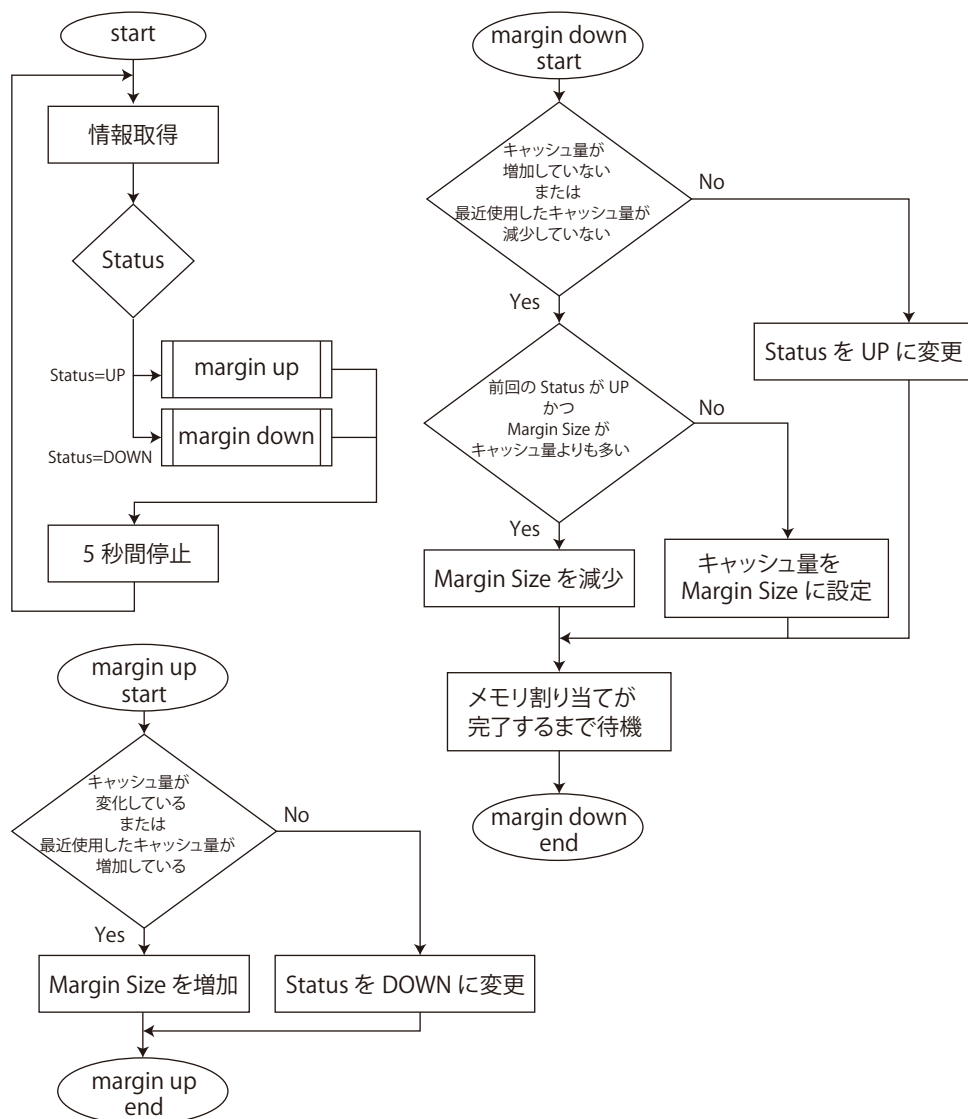 start
情報取得
Status
Status=UP
margin up
Status=DOWN
margin down
5 秒間停止
margin up
start
キャッシュ量が
変化している
または
最近使用したキャッシュ量が
増加している
No
Yes
Margin Size を増加
Status を DOWN に変更
margin up
end
margin down
start
キャッシュ量が
増加していない
または
最近使用したキャッシュ量が
減少していない
No
Yes
Status を UP に変更
前回の Status が UP
かつ
Margin Size が
キャッシュ量よりも多い
No
Yes
Margin Size を減少
キャッシュ量を
Margin Size に設定
メモリ割り当てが
完了するまで待機
margin down
end